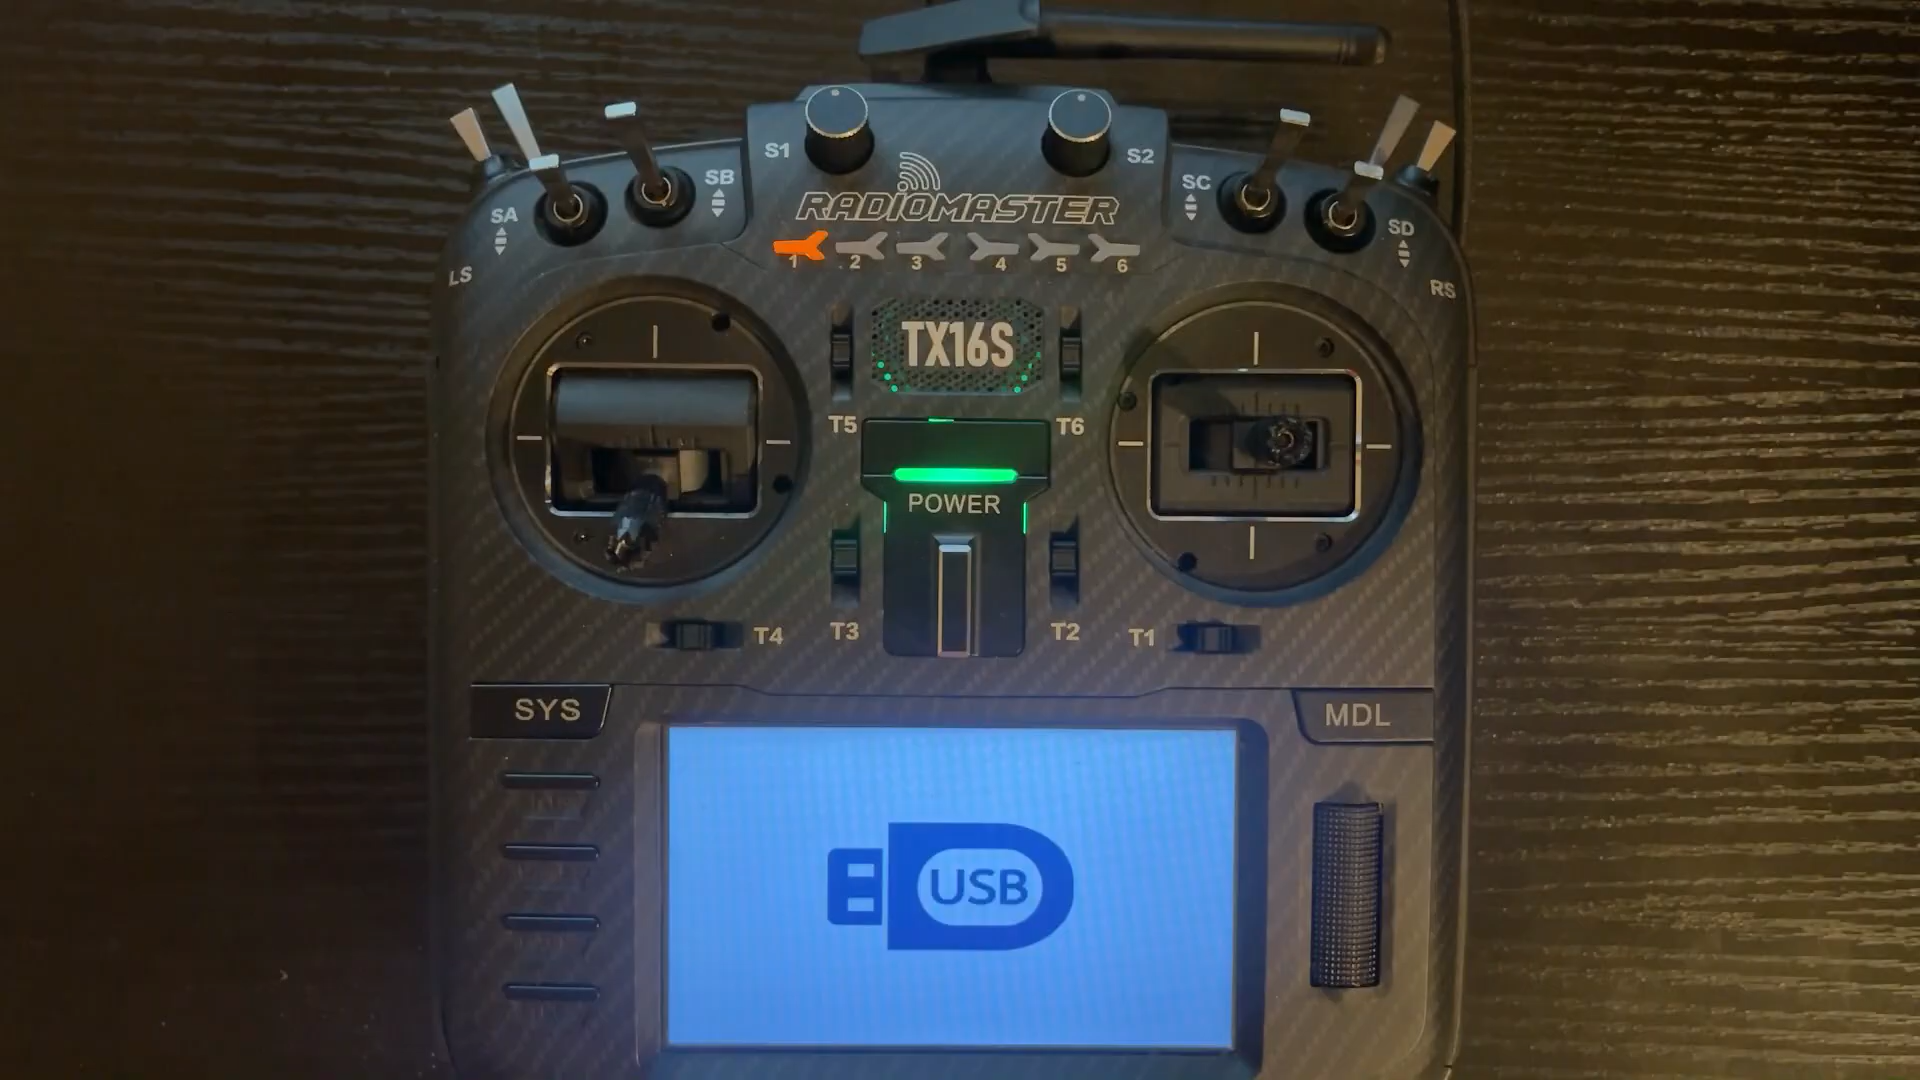 S1
S2
SB
SC
RADIOMASTER
SA
SD
1
2
3
4
5
6
LS
RS
TX16S
T5
T6
POWER
T4
T3
T2
T1
SYS
MDL
USB